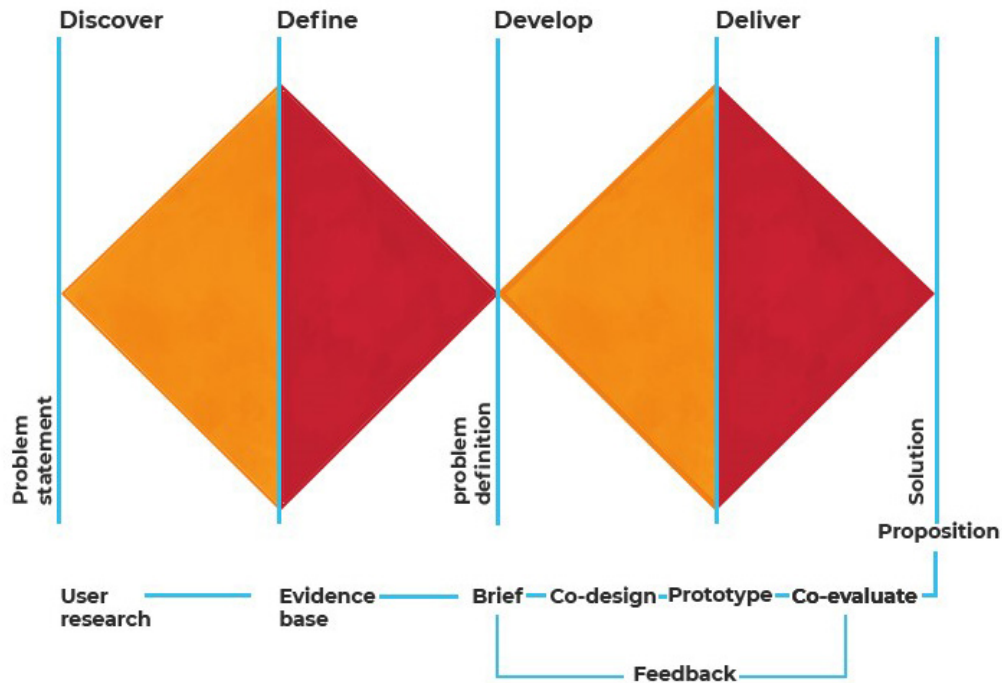 Discover
Define
Develop
Deliver
Problem
statement
problem
definition
Solution
Proposition
User
research
Evidence
base
Brief
Co-design
Prototype
Co-evaluate
Feedback